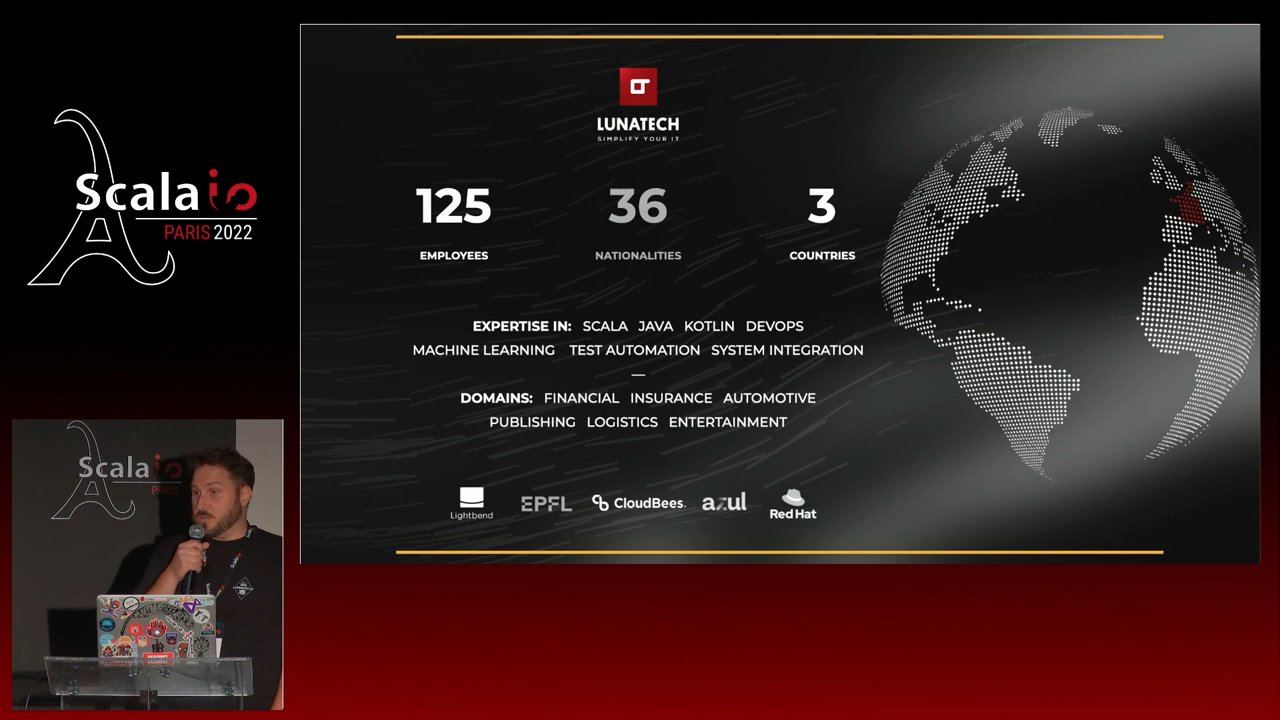 Scala io
PARIS 2022
LUNATECH
SIMPLIFY YOUR IT
125
36
3
EMPLOYEES
NATIONALITIES
COUNTRIES
EXPERTISE IN: SCALA JAVA KOTLIN DEVOPS
MACHINE LEARNING TEST AUTOMATION SYSTEM INTEGRATION
—
DOMAINS: FINANCIAL INSURANCE AUTOMOTIVE
PUBLISHING LOGISTICS ENTERTAINMENT
Lightbend
EPFL
CloudBees
azul
Red Hat
Scala io
PARIS